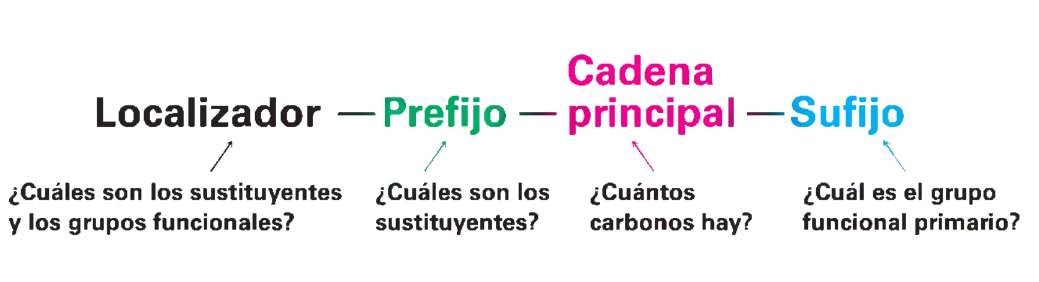 Localizador — Prefijo — Cadena principal — Sufijo
¿Cuáles son los sustituyentes
y los grupos funcionales?
¿Cuáles son los
sustituyentes?
¿Cuántos
carbonos hay?
¿Cuál es el grupo
funcional primario?